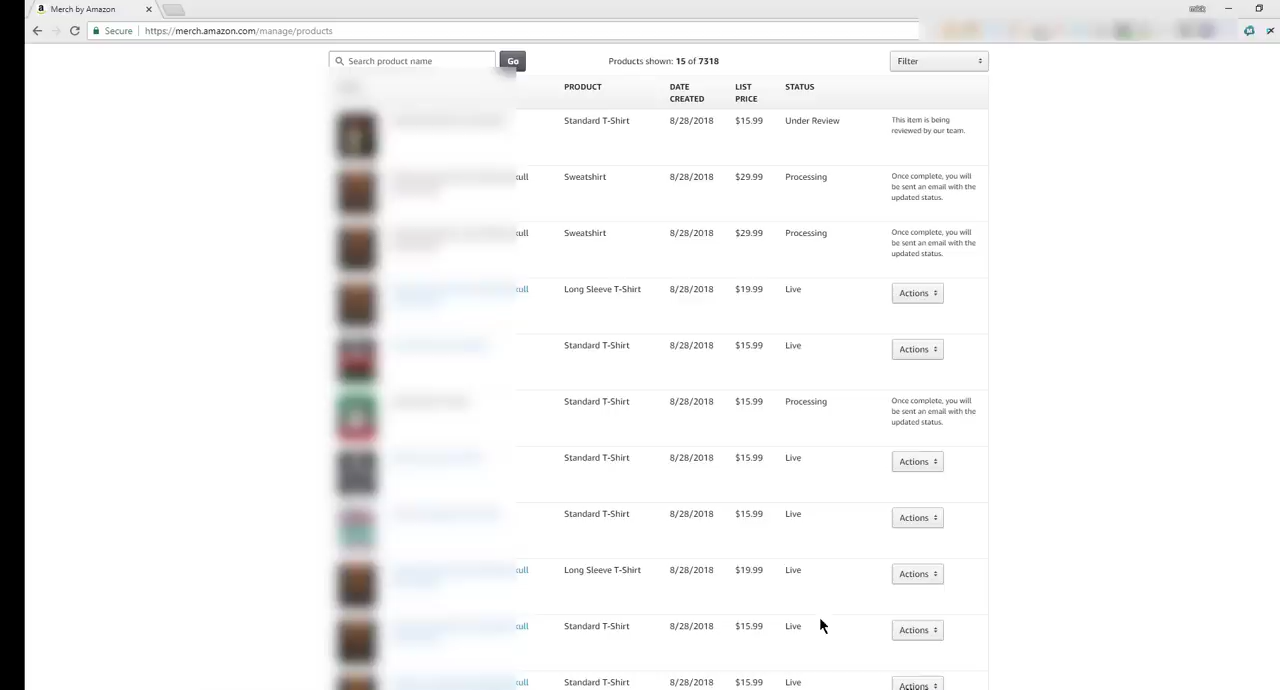 Merch by Amazon
Secure https://merch.amazon.com/manage/products
Search product name Go Products shown: 15 of 7318 Filter
PRODUCT DATE CREATED LIST PRICE STATUS
Standard T-Shirt 8/28/2018 $15.99 Under Review This item is being
reviewed by our team.
kull Sweatshirt 8/28/2018 $29.99 Processing Once complete, you will
be sent an email with the
updated status.
kull Sweatshirt 8/28/2018 $29.99 Processing Once complete, you will
be sent an email with the
updated status.
kull Long Sleeve T-Shirt 8/28/2018 $19.99 Live Actions
Standard T-Shirt 8/28/2018 $15.99 Live Actions
Standard T-Shirt 8/28/2018 $15.99 Processing Once complete, you will
be sent an email with the
updated status.
Standard T-Shirt 8/28/2018 $15.99 Live Actions
Standard T-Shirt 8/28/2018 $15.99 Live Actions
kull Long Sleeve T-Shirt 8/28/2018 $19.99 Live Actions
kull Standard T-Shirt 8/28/2018 $15.99 Live Actions
kull Standard T-Shirt 8/28/2018 $15.99 Live Actions